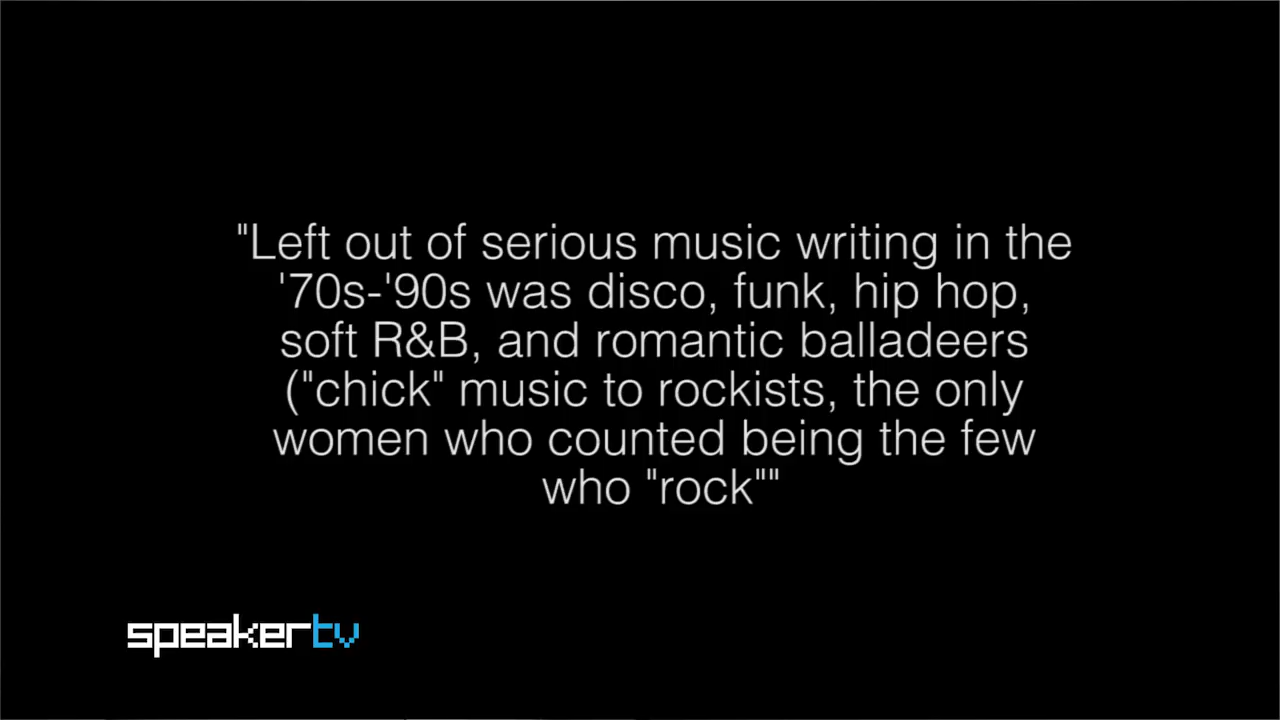 "Left out of serious music writing in the
'70s-'90s was disco, funk, hip hop,
soft R&B, and romantic balladeers
("chick" music to rockists, the only
women who counted being the few
who "rock""
speakertv